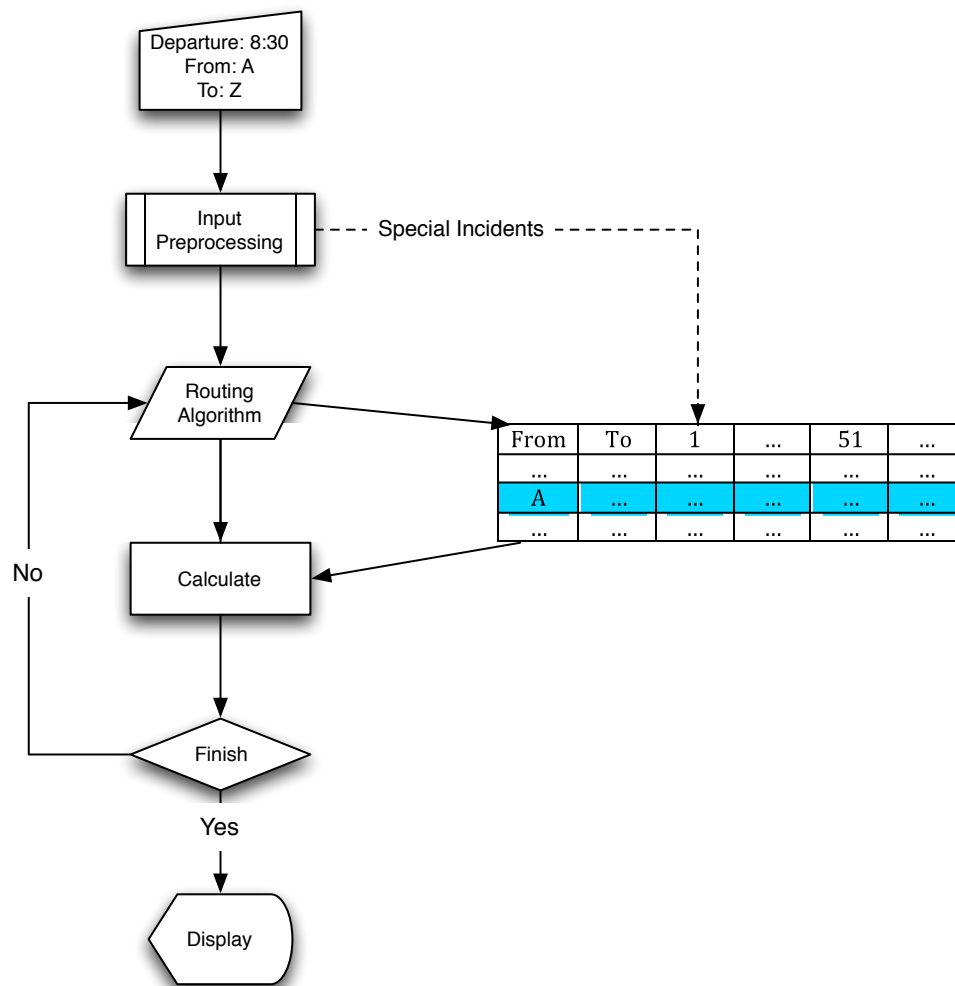 Departure: 8:30
From: A
To: Z
Input
Preprocessing
Special Incidents
Routing
Algorithm
From To 1 ... 51 ...
... ... ... ... ... ...
A ... ... ... ... ...
... ... ... ... ... ...
No
Calculate
Finish
Yes
Display